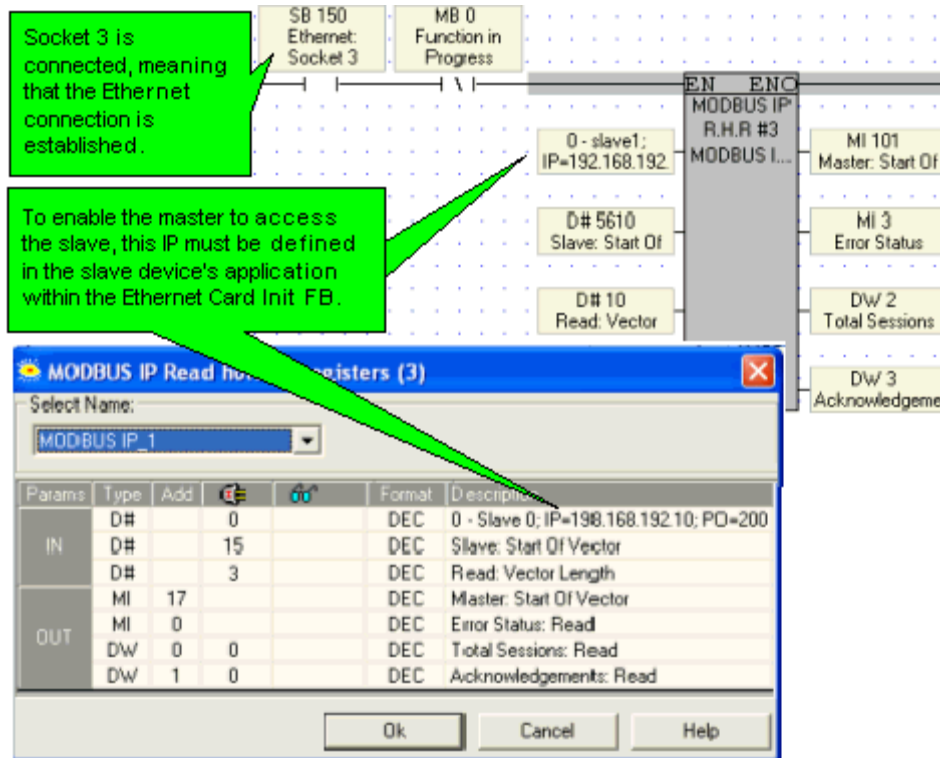 Socket 3 is
connected, meaning
that the Ethernet
connection is
established.
SB 150
Ethernet:
Socket 3
MB 0
Function in
Progress
EN ENO
MODBUS IP
R.H.R #3
MODBUS I...
0 - slave1;
IP=192.168.192.
MI 101
Master: Start Of
To enable the master to access
the slave, this IP must be defined
in the slave device's application
within the Ethernet Card Init FB.
D# 5610
Slave: Start Of
MI 3
Error Status
D# 10
Read: Vector
DW 2
Total Sessions
DW 3
Acknowledgeme
MODBUS IP Read (3)
Select Name:
MODBUS IP_1
Params Type Add Format Description
IN
D# 0 DEC 0 - Slave 0; IP=198.168.192.10; PO=200
D# 15 DEC Slave: Start Of Vector
D# 3 DEC Read: Vector Length
OUT
MI 17 DEC Master: Start Of Vector
MI 0 DEC Error Status: Read
DW 0 0 DEC Total Sessions: Read
DW 1 0 DEC Acknowledgements: Read
Ok Cancel Help